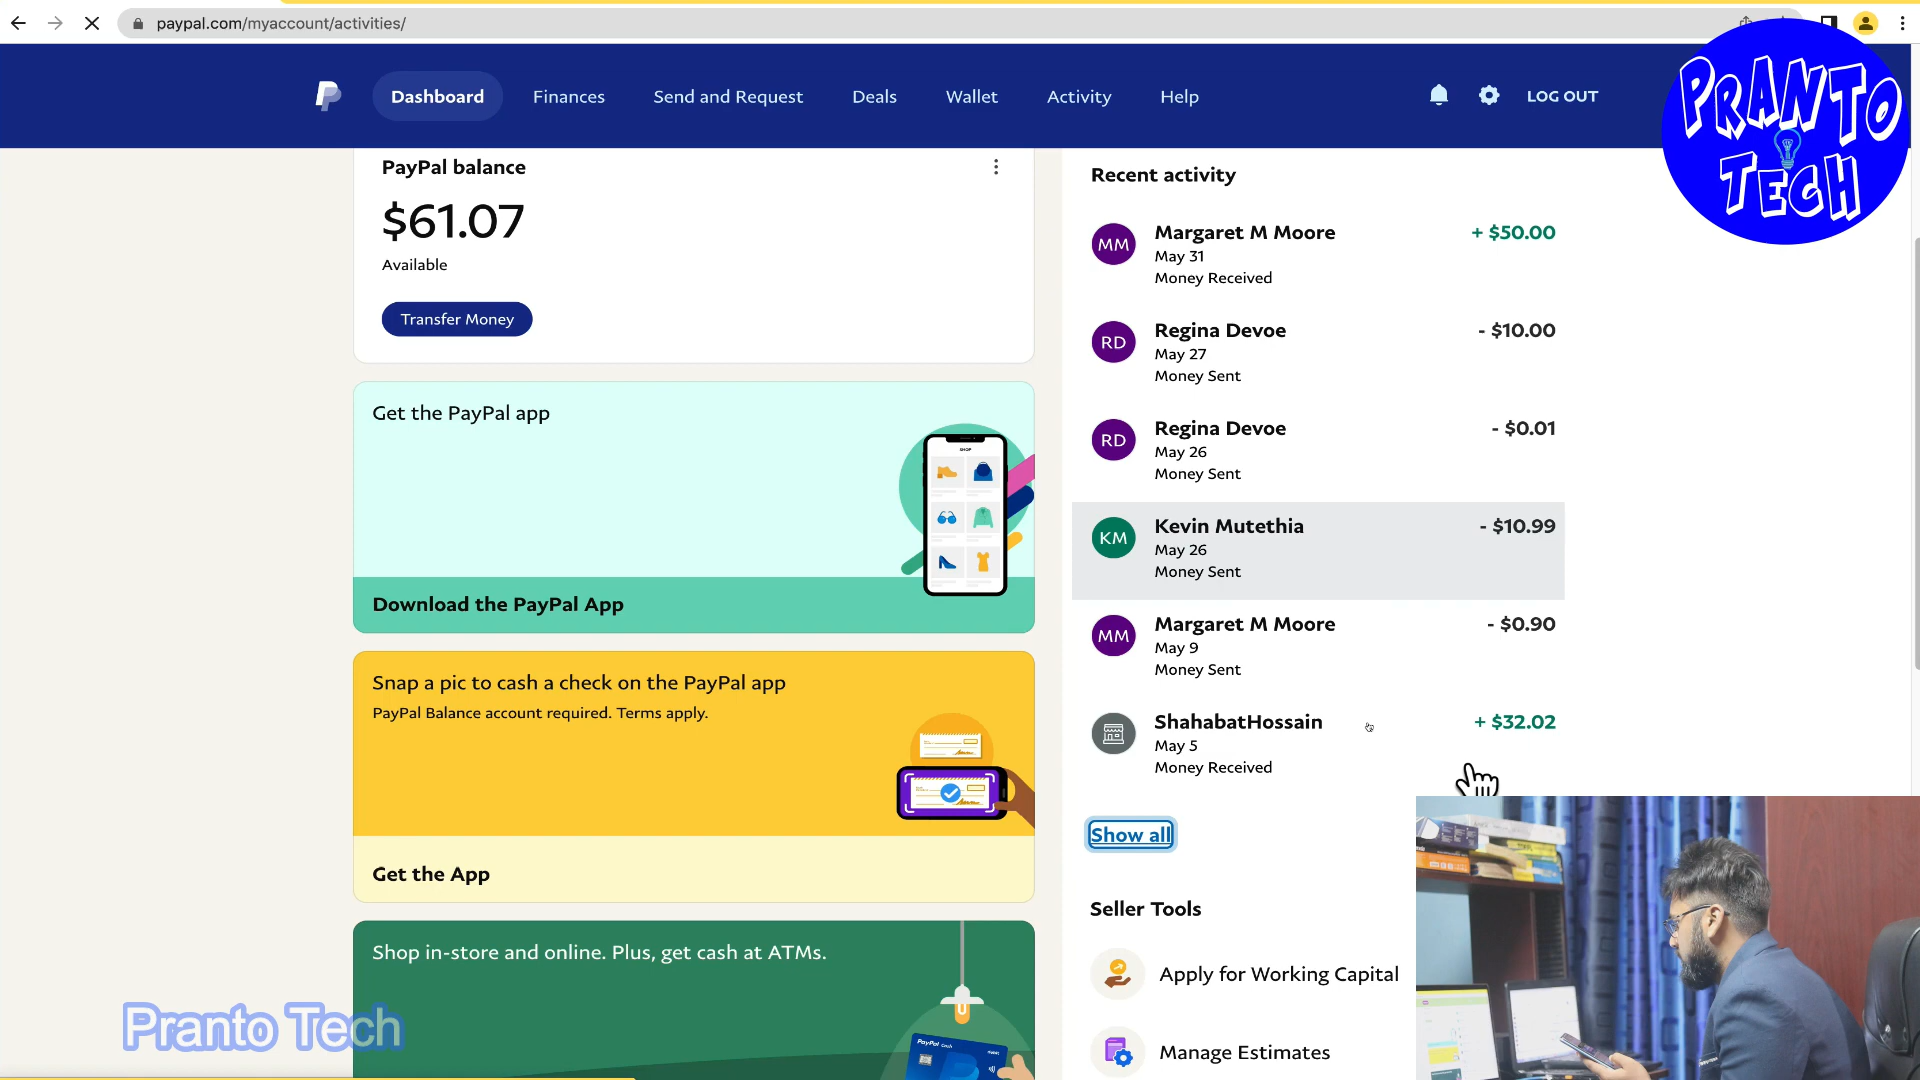 paypal.com/myaccount/activities/
Dashboard
Finances
Send and Request
Deals
Wallet
Activity
Help
LOG OUT
PRANTO
TECH
PayPal balance
$61.07
Available
Transfer Money
Get the PayPal app
SHOP
Download the PayPal App
Snap a pic to cash a check on the PayPal app
PayPal Balance account required. Terms apply.
Get the App
Shop in-store and online. Plus, get cash at ATMs.
PayPal
Recent activity
MM
Margaret M Moore
+ $50.00
May 31
Money Received
RD
Regina Devoe
- $10.00
May 27
Money Sent
RD
Regina Devoe
- $0.01
May 26
Money Sent
KM
Kevin Mutethia
- $10.99
May 26
Money Sent
MM
Margaret M Moore
- $0.90
May 9
Money Sent
ShahabatHossain
+ $32.02
May 5
Money Received
Show all
Seller Tools
Apply for Working Capital
Manage Estimates
Pranto Tech